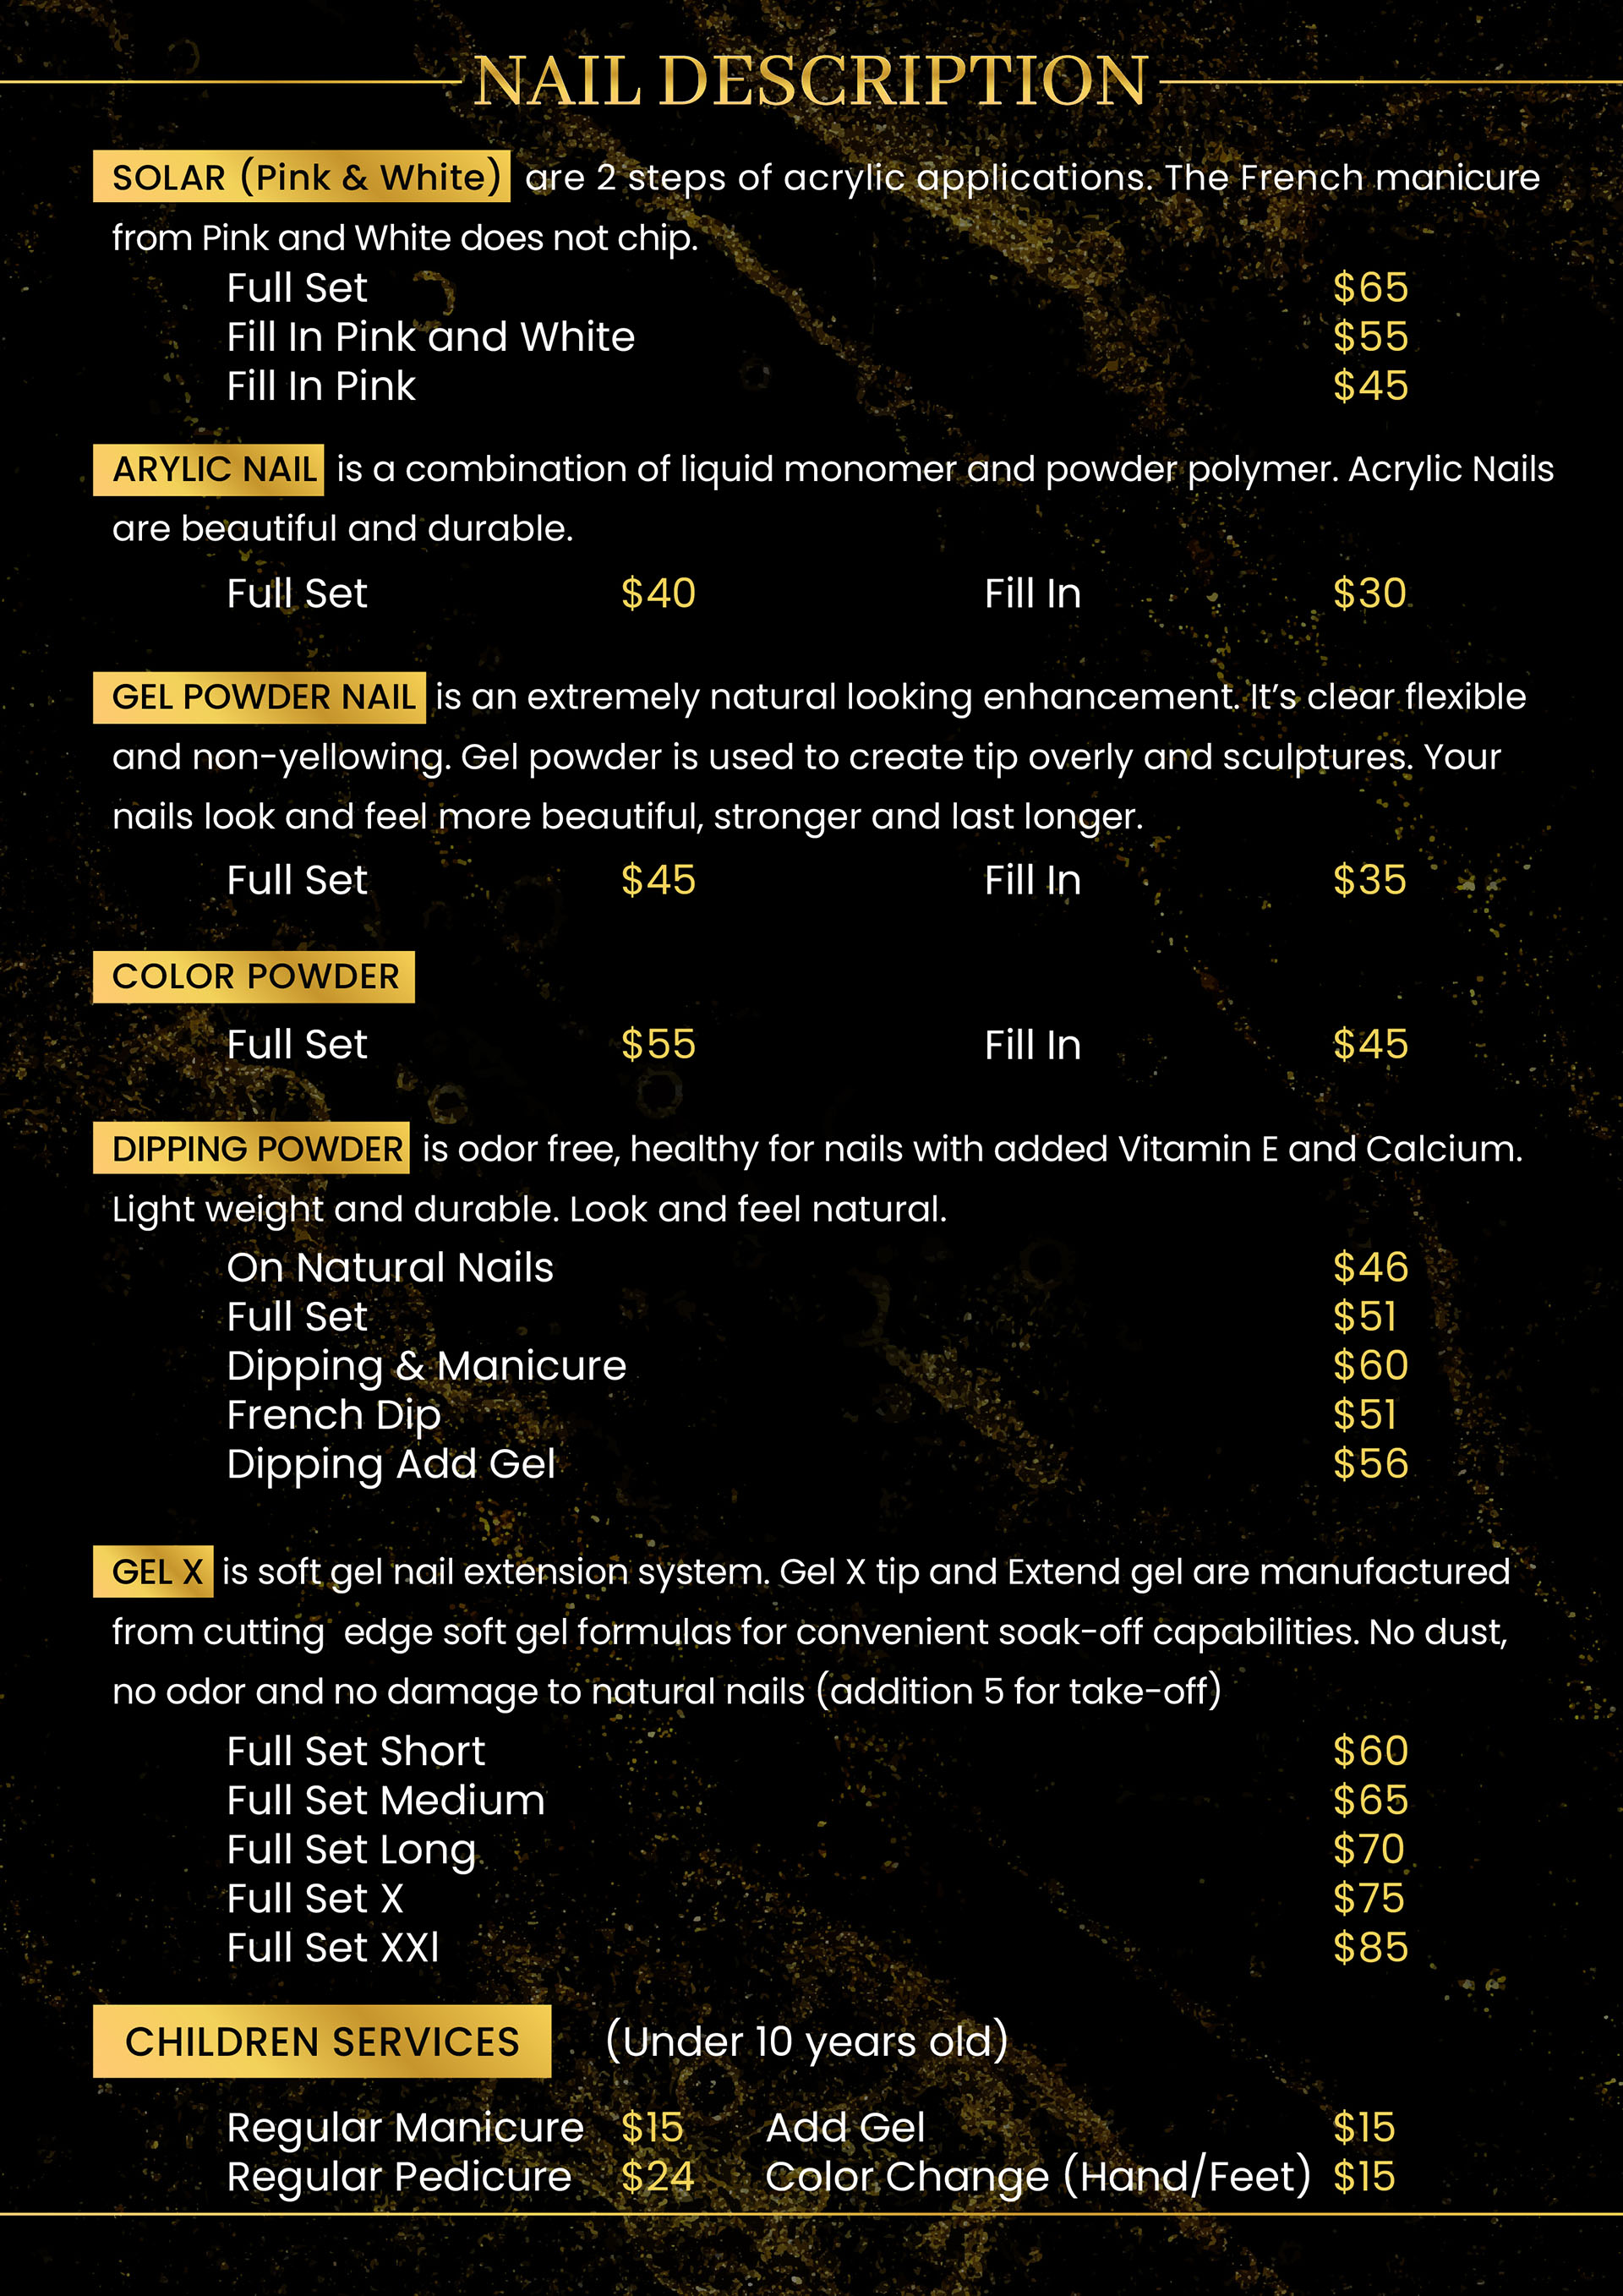 NAIL DESCRIPTION
SOLAR (Pink & White) are 2 steps of acrylic applications. The French manicure
from Pink and White does not chip.
Full Set $65
Fill In Pink and White $55
Fill In Pink $45
ARYLIC NAIL is a combination of liquid monomer and powder polymer. Acrylic Nails
are beautiful and durable.
Full Set $40 Fill In $30
GEL POWDER NAIL is an extremely natural looking enhancement. It’s clear flexible
and non-yellowing. Gel powder is used to create tip overly and sculptures. Your
nails look and feel more beautiful, stronger and last longer.
Full Set $45 Fill In $35
COLOR POWDER
Full Set $55 Fill In $45
DIPPING POWDER is odor free, healthy for nails with added Vitamin E and Calcium.
Light weight and durable. Look and feel natural.
On Natural Nails $46
Full Set $51
Dipping & Manicure $60
French Dip $51
Dipping Add Gel $56
GEL X is soft gel nail extension system. Gel X tip and Extend gel are manufactured
from cutting edge soft gel formulas for convenient soak-off capabilities. No dust,
no odor and no damage to natural nails (addition 5 for take-off)
Full Set Short $60
Full Set Medium $65
Full Set Long $70
Full Set X $75
Full Set XXl $85
CHILDREN SERVICES (Under 10 years old)
Regular Manicure $15 Add Gel $15
Regular Pedicure $24 Color Change (Hand/Feet) $15